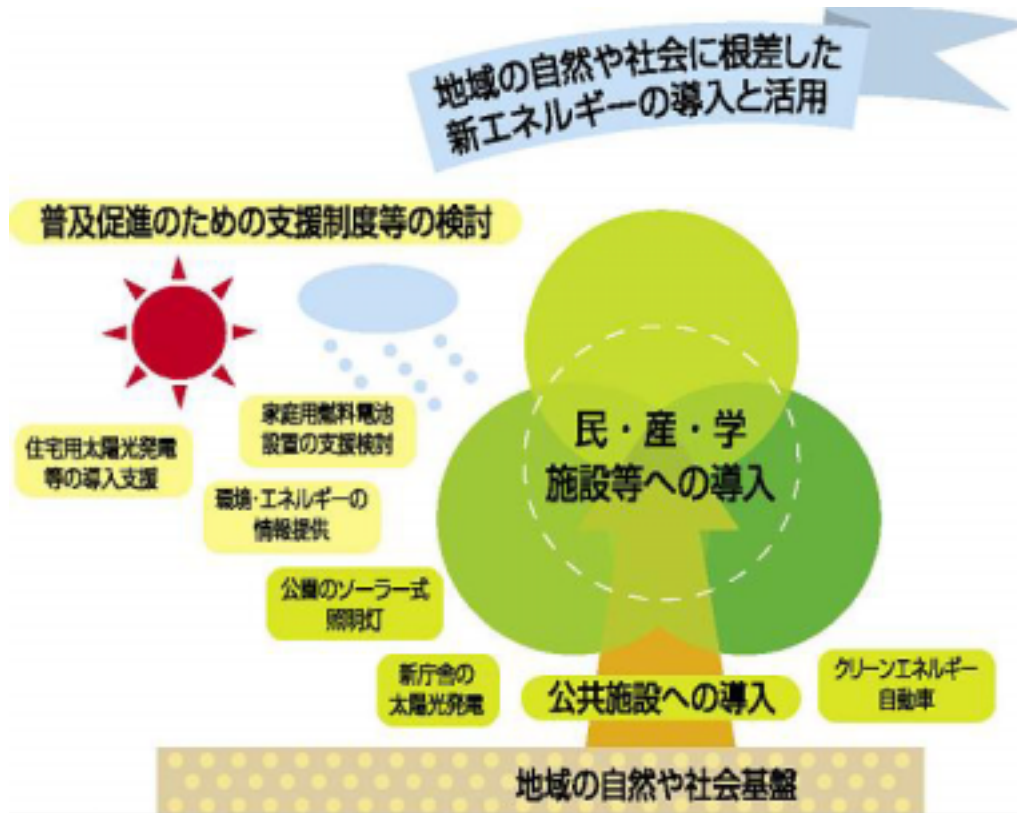 地域の自然や社会に根差した
新エネルギーの導入と活用
普及促進のための支援制度等の検討
家庭用燃料電池
設置の支援検討
住宅用太陽光発電
等の導入支援
環境・エネルギーの
情報提供
民・産・学
施設等への導入
公園のソーラー式
照明灯
新庁舎の
太陽光発電
公共施設への導入
クリーンエネルギー
自動車
地域の自然や社会基盤